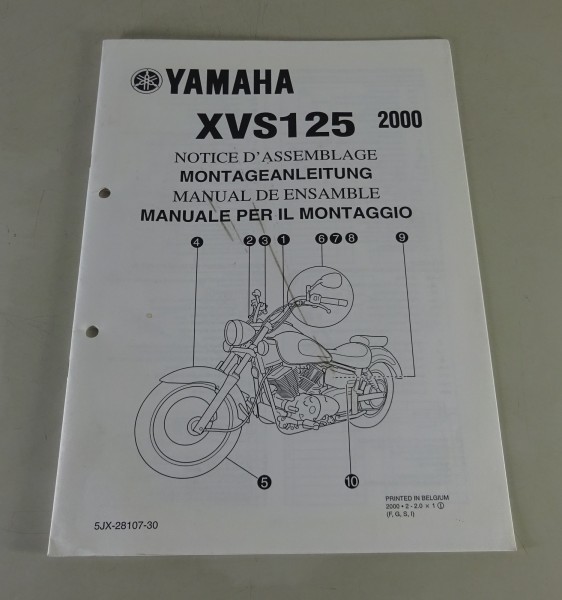 YAMAHA
XVS125 2000
NOTICE D'ASSEMBLAGE
MONTAGEANLEITUNG
MANUAL DE ENSAMBLE
MANUALE PER IL MONTAGGIO
4 2 3 1 6 7 8 9
5 10
PRINTED IN BELGIUM
2000 • 2 - 2.0 × 1 ①
(F, G, S, I)
5JX-28107-30